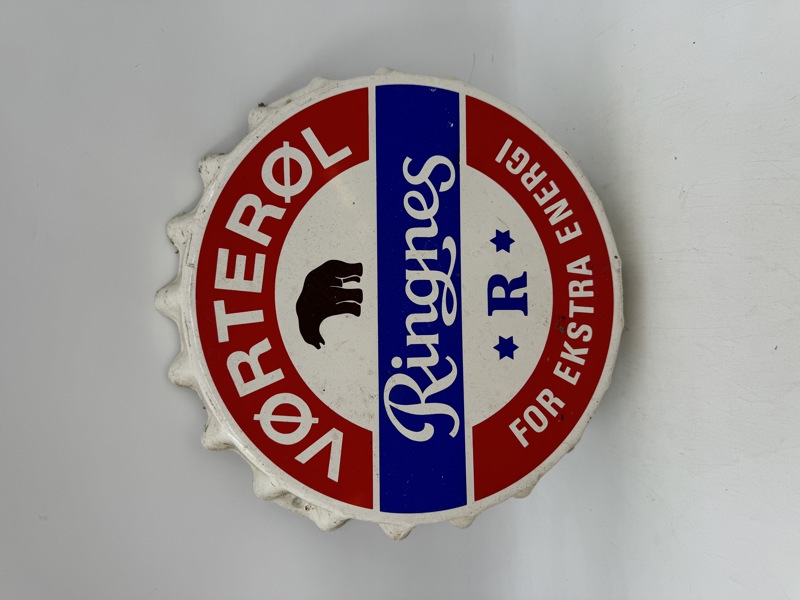 VØRTERØL
Ringnes
R
FOR EKSTRA ENERGI